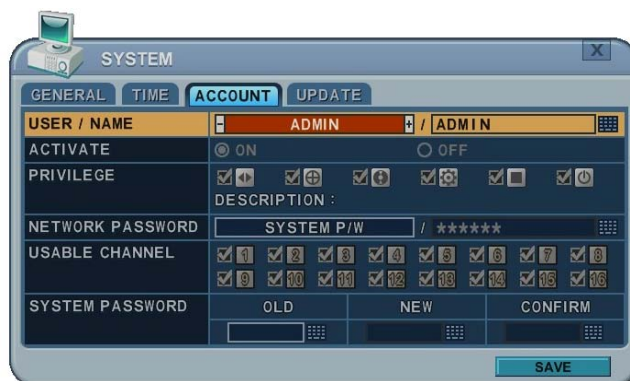 SYSTEM
X
GENERAL TIME ACCOUNT UPDATE
USER / NAME - ADMIN + / ADMIN
ACTIVATE ON OFF
PRIVILEGE
DESCRIPTION :
NETWORK PASSWORD SYSTEM P/W / ******
USABLE CHANNEL 1 2 3 4 5 6 7 8
9 10 11 12 13 14 15 16
SYSTEM PASSWORD OLD NEW CONFIRM
SAVE